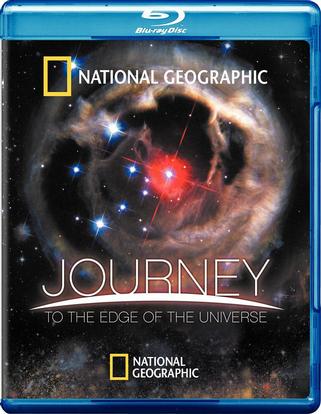 Blu-ray Disc
NATIONAL GEOGRAPHIC
JOURNEY
TO THE EDGE OF THE UNIVERSE
NATIONAL
GEOGRAPHIC